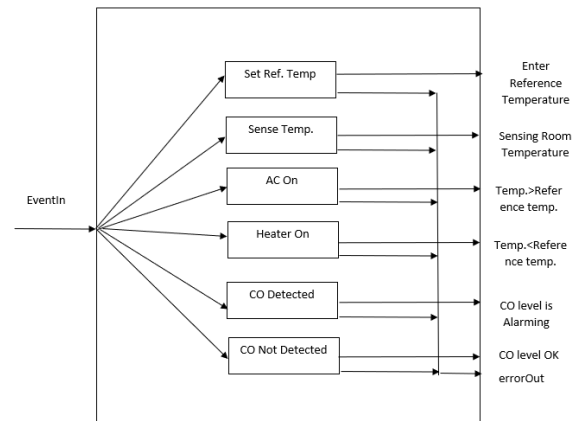 Set Ref. Temp
Enter
Reference
Temperature
Sense Temp.
Sensing Room
Temperature
AC On
EventIn
Temp.>Refer
ence temp.
Heater On
Temp.<Refere
nce temp.
CO Detected
CO level is
Alarming
CO Not Detected
CO level OK
errorOut